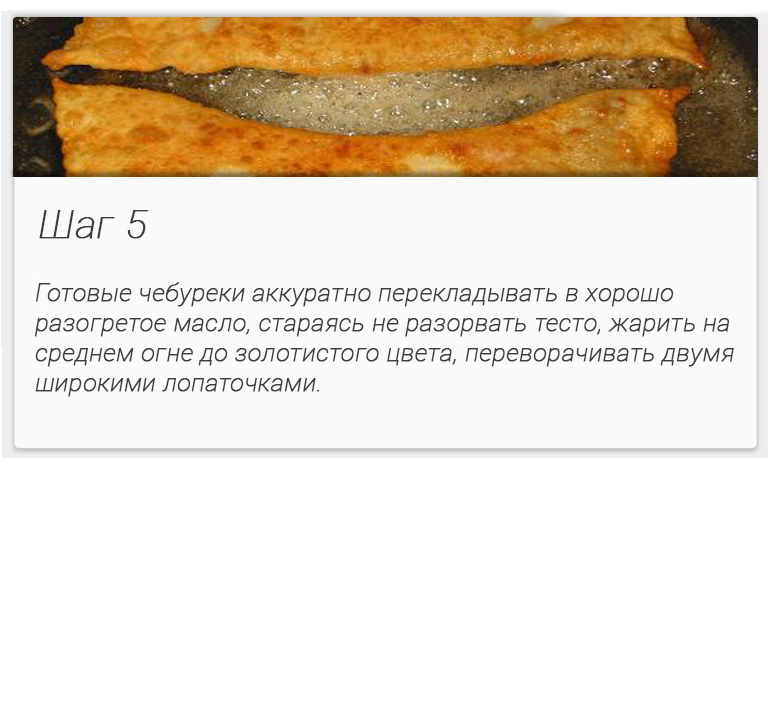 Шаг 5
Готовые чебуреки аккуратно перекладывать в хорошо
разогретое масло, стараясь не разорвать тесто, жарить на
среднем огне до золотистого цвета, переворачивать двумя
широкими лопаточками.